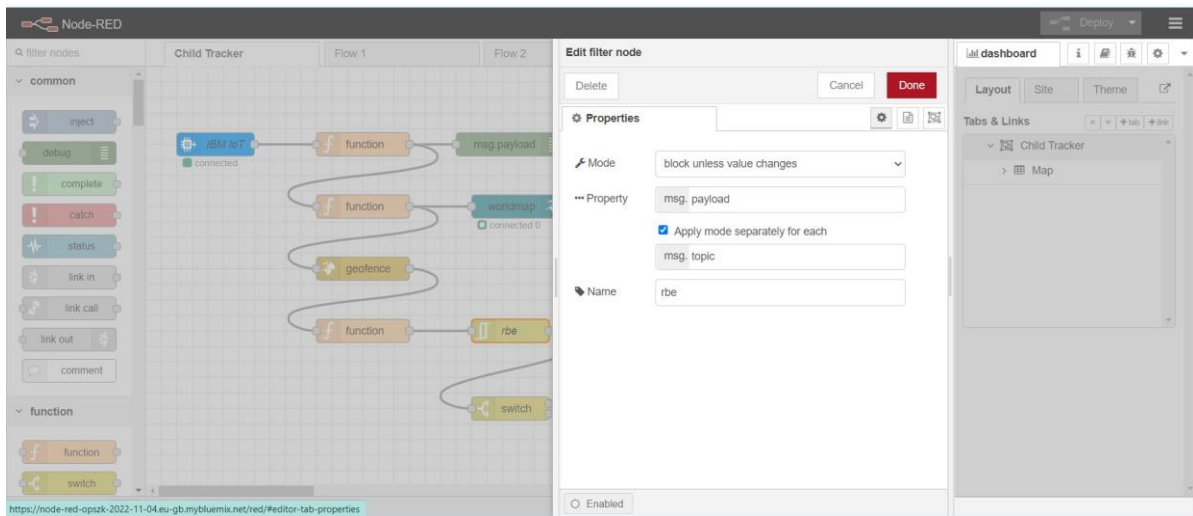 Node-RED
Deploy
filter nodes
common
inject
debug
complete
catch
status
link in
link call
link out
comment
function
function
switch
Child Tracker
Flow 1
Flow 2
IBM IoT
connected
function
msg.payload
function
worldmap
connected 0
geofence
function
rbe
switch
Edit filter node
Delete
Cancel
Done
Properties
Mode
block unless value changes
Property
msg. payload
Apply mode separately for each
msg. topic
Name
rbe
Enabled
dashboard
i
Layout
Site
Theme
Tabs & Links
+ tab
+ link
Child Tracker
Map
https://node-red-opszk-2022-11-04.eu-gb.mybluemix.net/red/#editor-tab-properties